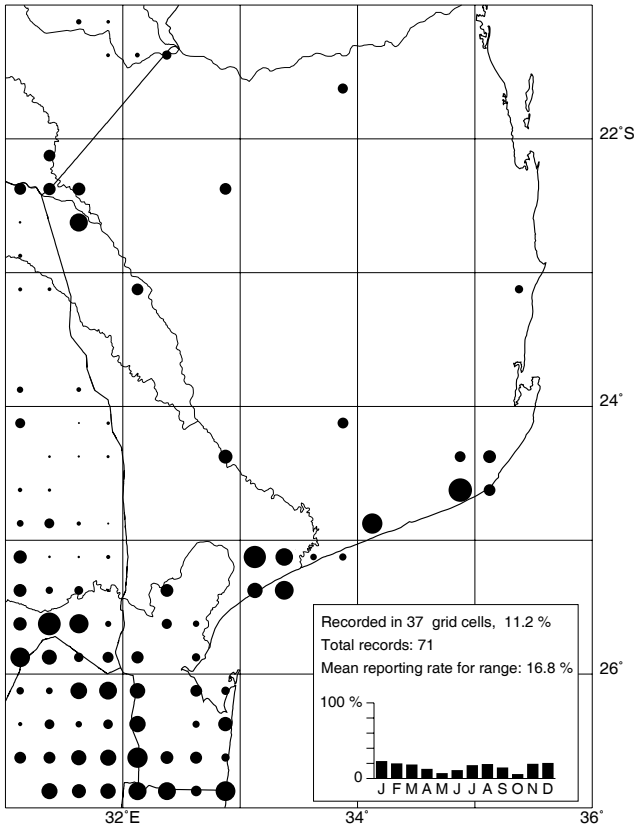 22°S
24°
Recorded in 37 grid cells, 11.2 %
Total records: 71
Mean reporting rate for range: 16.8 %
26°
100 %
0
J F M A M J J A S O N D
32°E 34° 36°